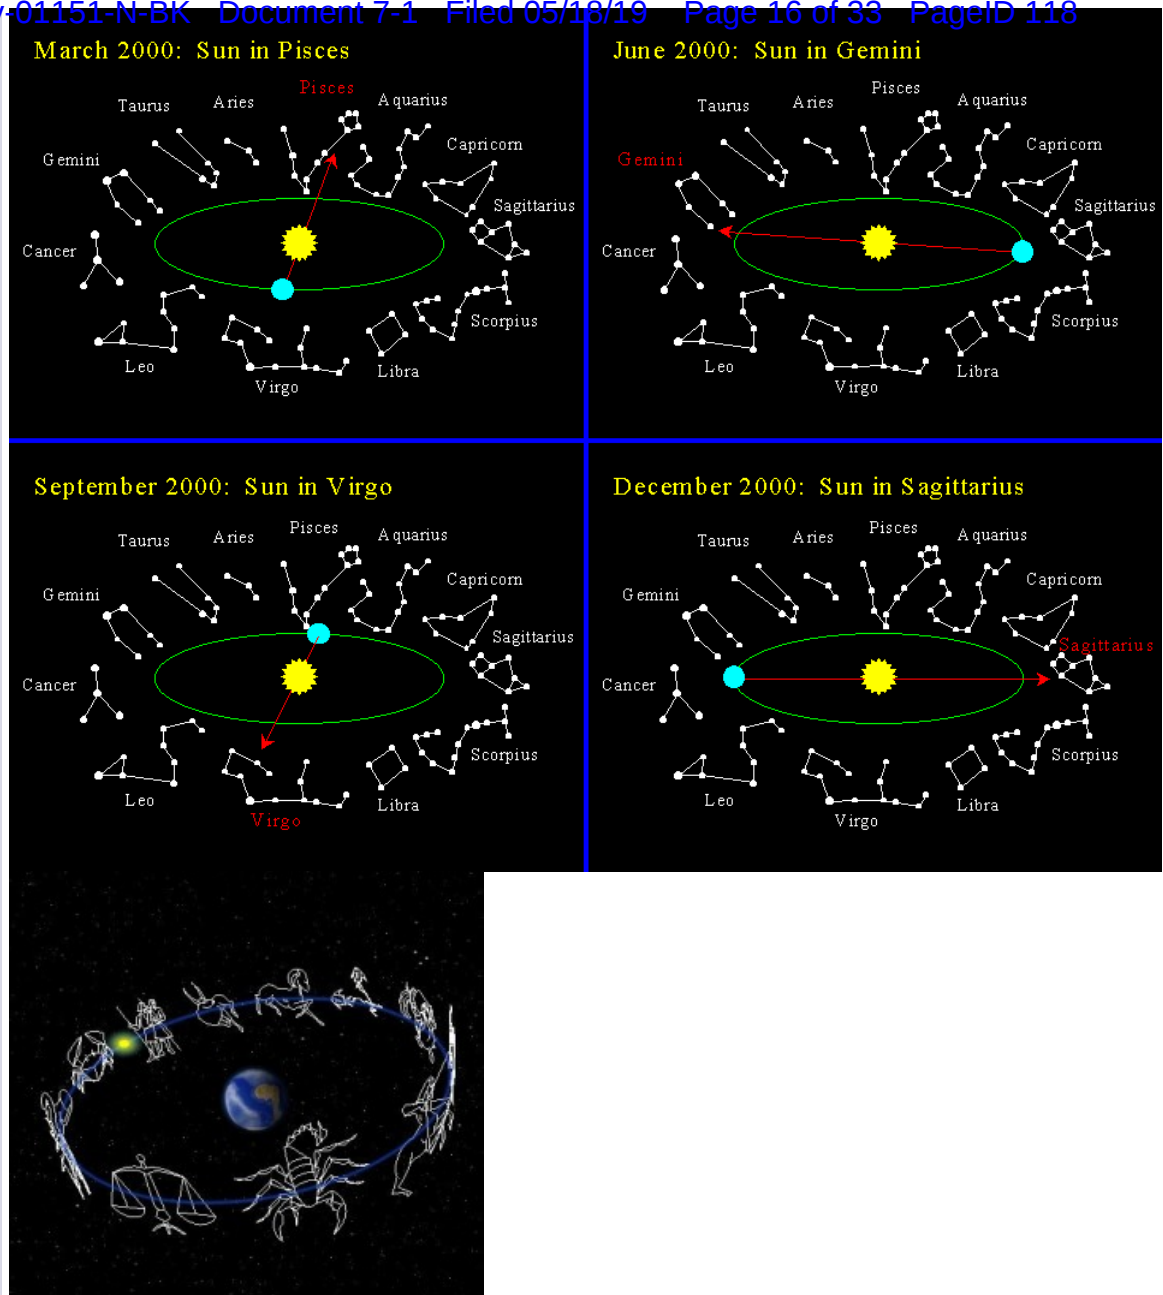 -01151-N-BK Document 7-1 Filed 05/18/19 Page 16 of 33 PageID 118
March 2000: Sun in Pisces
Pisces
Taurus Aries Aquarius
Capricorn
Gemini
Sagittarius
Cancer
Scorpius
Leo Libra
Virgo
June 2000: Sun in Gemini
Pisces
Taurus Aries Aquarius
Capricorn
Gemini
Sagittarius
Cancer
Scorpius
Leo Libra
Virgo
September 2000: Sun in Virgo
Pisces
Taurus Aries Aquarius
Capricorn
Gemini
Sagittarius
Cancer
Scorpius
Leo Libra
Virgo
December 2000: Sun in Sagittarius
Pisces
Taurus Aries Aquarius
Capricorn
Gemini
Sagittarius
Cancer
Scorpius
Leo Libra
Virgo